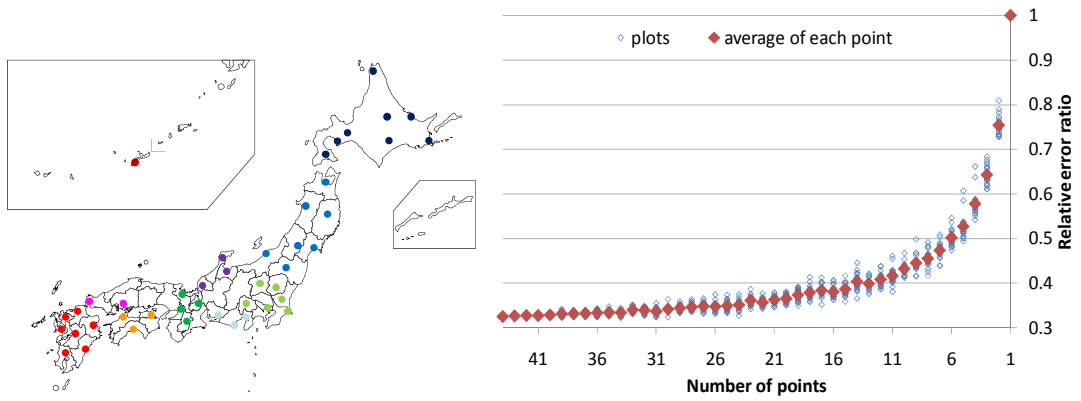 plots
average of each point
1
0.9
0.8
0.7
0.6
0.5
0.4
0.3
Relative error ratio
41 36 31 26 21 16 11 6 1
Number of points